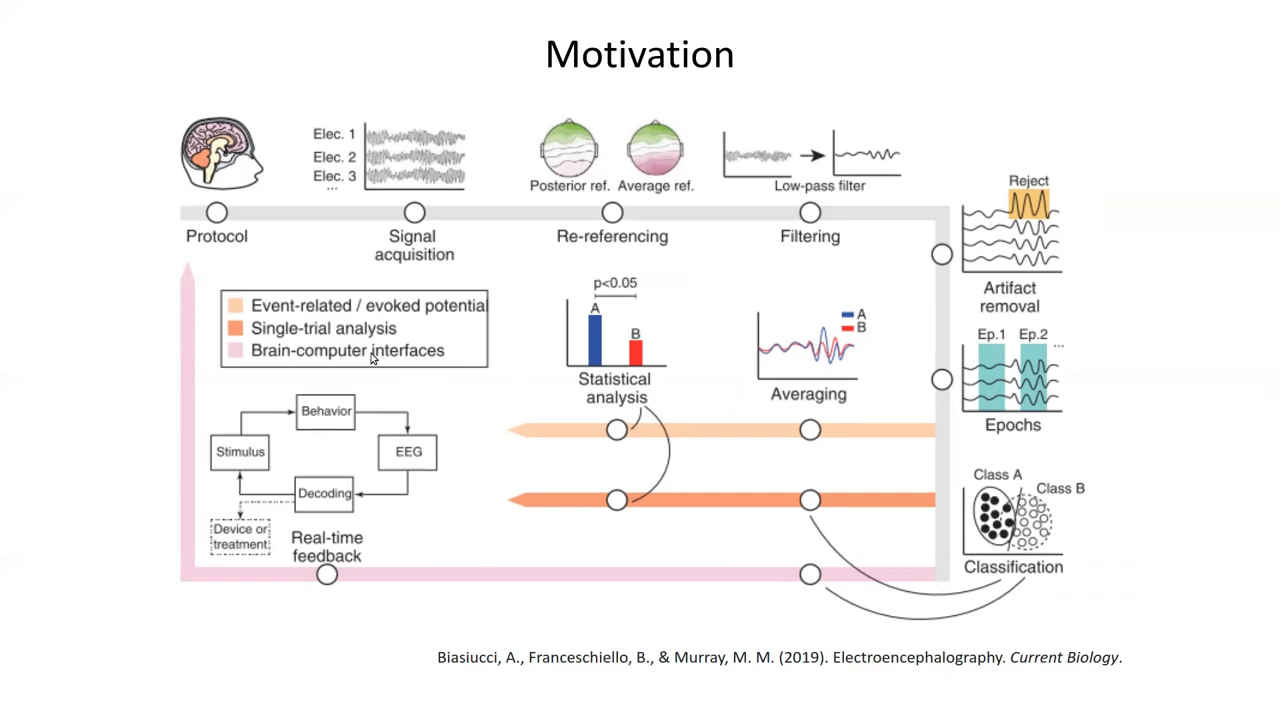 Motivation
Elec. 1
Elec. 2
Elec. 3
...
Posterior ref.
Average ref.
Low-pass filter
Protocol
Signal
acquisition
Re-referencing
Filtering
Reject
Artifact
removal
Ep.1
Ep.2
...
Epochs
Class A
Class B
Classification
Event-related / evoked potential
Single-trial analysis
Brain-computer interfaces
p<0.05
A
B
Statistical
analysis
A
B
Averaging
Behavior
Stimulus
EEG
Decoding
Device or
treatment
Real-time
feedback
Biasiucci, A., Franceschiello, B., & Murray, M. M. (2019). Electroencephalography. Current Biology.